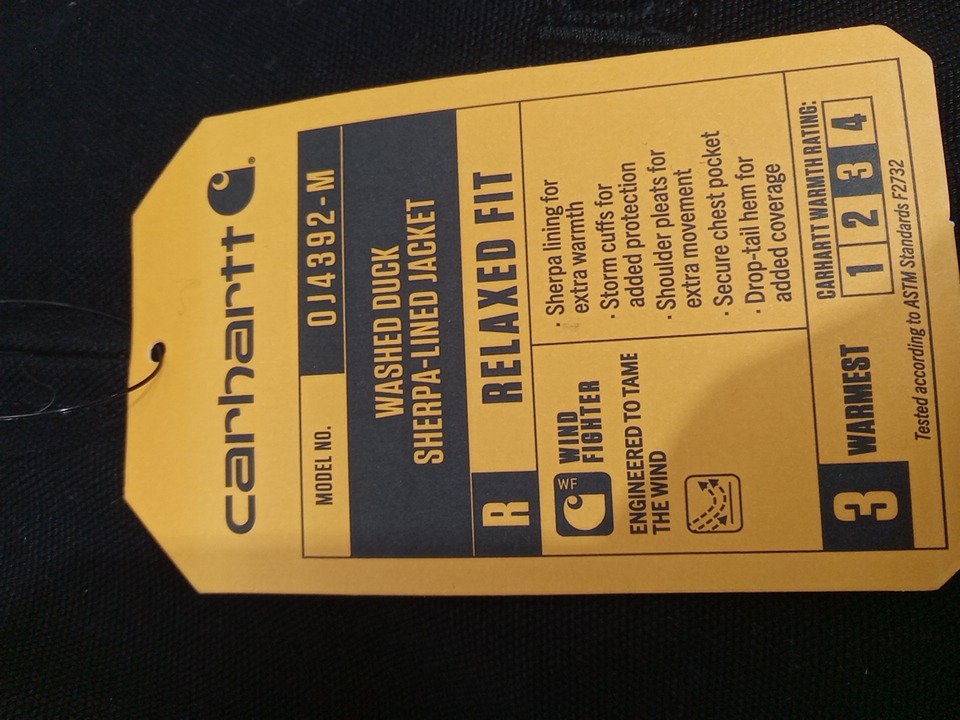 carhartt
MODEL NO. OJ4392-M
WASHED DUCK
SHERPA-LINED JACKET
R RELAXED FIT
WF
WIND
FIGHTER
ENGINEERED TO TAME
THE WIND
· Sherpa lining for
extra warmth
· Storm cuffs for
added protection
· Shoulder pleats for
extra movement
· Secure chest pocket
· Drop-tail hem for
added coverage
3 WARMEST
CARHARTT WARMTH RATING:
1 2 3 4
Tested according to ASTM Standards F2732